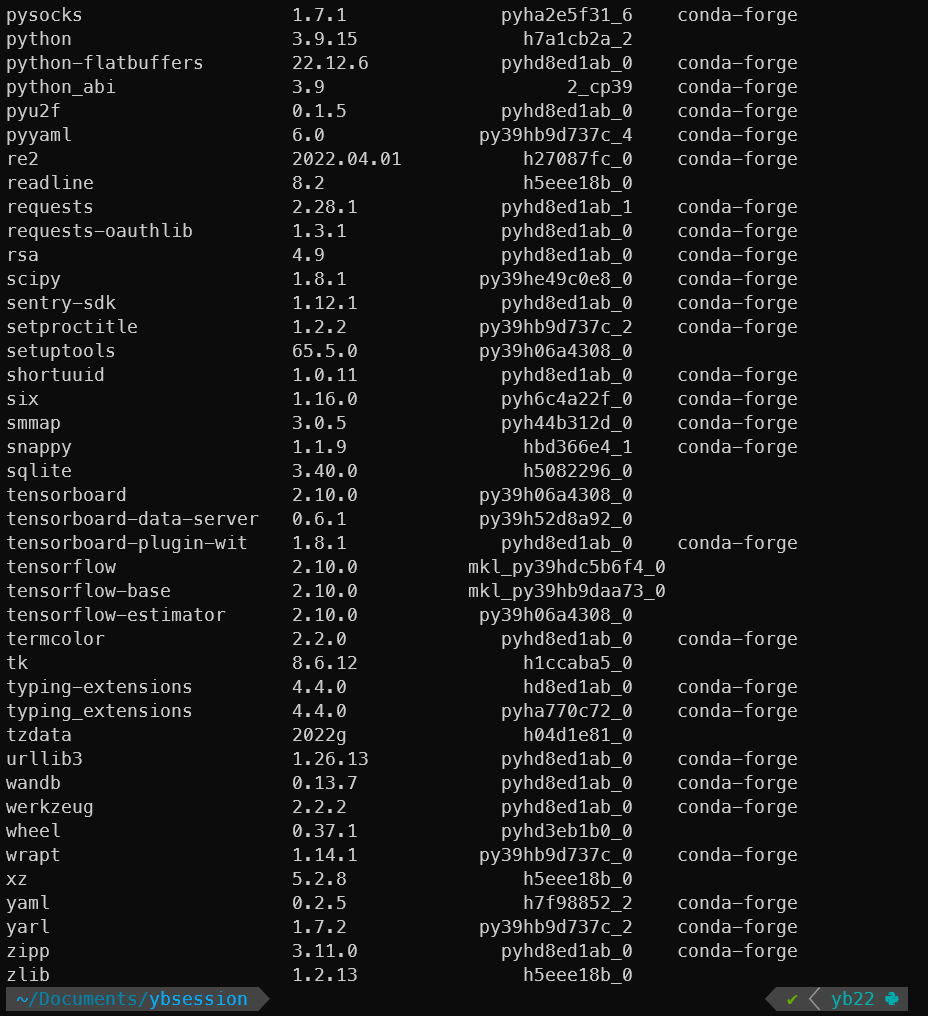 pysocks 1.7.1 pyha2e5f31_6 conda-forge
python 3.9.15 h7a1cb2a_2
python-flatbuffers 22.12.6 pyhd8ed1ab_0 conda-forge
python_abi 3.9 2_cp39 conda-forge
pyu2f 0.1.5 pyhd8ed1ab_0 conda-forge
pyyaml 6.0 py39hb9d737c_4 conda-forge
re2 2022.04.01 h27087fc_0 conda-forge
readline 8.2 h5eee18b_0
requests 2.28.1 pyhd8ed1ab_1 conda-forge
requests-oauthlib 1.3.1 pyhd8ed1ab_0 conda-forge
rsa 4.9 pyhd8ed1ab_0 conda-forge
scipy 1.8.1 py39he49c0e8_0 conda-forge
sentry-sdk 1.12.1 pyhd8ed1ab_0 conda-forge
setproctitle 1.2.2 py39hb9d737c_2 conda-forge
setuptools 65.5.0 py39h06a4308_0
shortuuid 1.0.11 pyhd8ed1ab_0 conda-forge
six 1.16.0 pyh6c4a22f_0 conda-forge
smmap 3.0.5 pyh44b312d_0 conda-forge
snappy 1.1.9 hbd366e4_1 conda-forge
sqlite 3.40.0 h5082296_0
tensorboard 2.10.0 py39h06a4308_0
tensorboard-data-server 0.6.1 py39h52d8a92_0
tensorboard-plugin-wit 1.8.1 pyhd8ed1ab_0 conda-forge
tensorflow 2.10.0 mkl_py39hdc5b6f4_0
tensorflow-base 2.10.0 mkl_py39hb9daa73_0
tensorflow-estimator 2.10.0 py39h06a4308_0
termcolor 2.2.0 pyhd8ed1ab_0 conda-forge
tk 8.6.12 h1ccaba5_0
typing-extensions 4.4.0 hd8ed1ab_0 conda-forge
typing_extensions 4.4.0 pyha770c72_0 conda-forge
tzdata 2022g h04d1e81_0
urllib3 1.26.13 pyhd8ed1ab_0 conda-forge
wandb 0.13.7 pyhd8ed1ab_0 conda-forge
werkzeug 2.2.2 pyhd8ed1ab_0 conda-forge
wheel 0.37.1 pyhd3eb1b0_0
wrapt 1.14.1 py39hb9d737c_0 conda-forge
xz 5.2.8 h5eee18b_0
yaml 0.2.5 h7f98852_2 conda-forge
yarl 1.7.2 py39hb9d737c_2 conda-forge
zipp 3.11.0 pyhd8ed1ab_0 conda-forge
zlib 1.2.13 h5eee18b_0
~/Documents/ybsession ✔ yb22